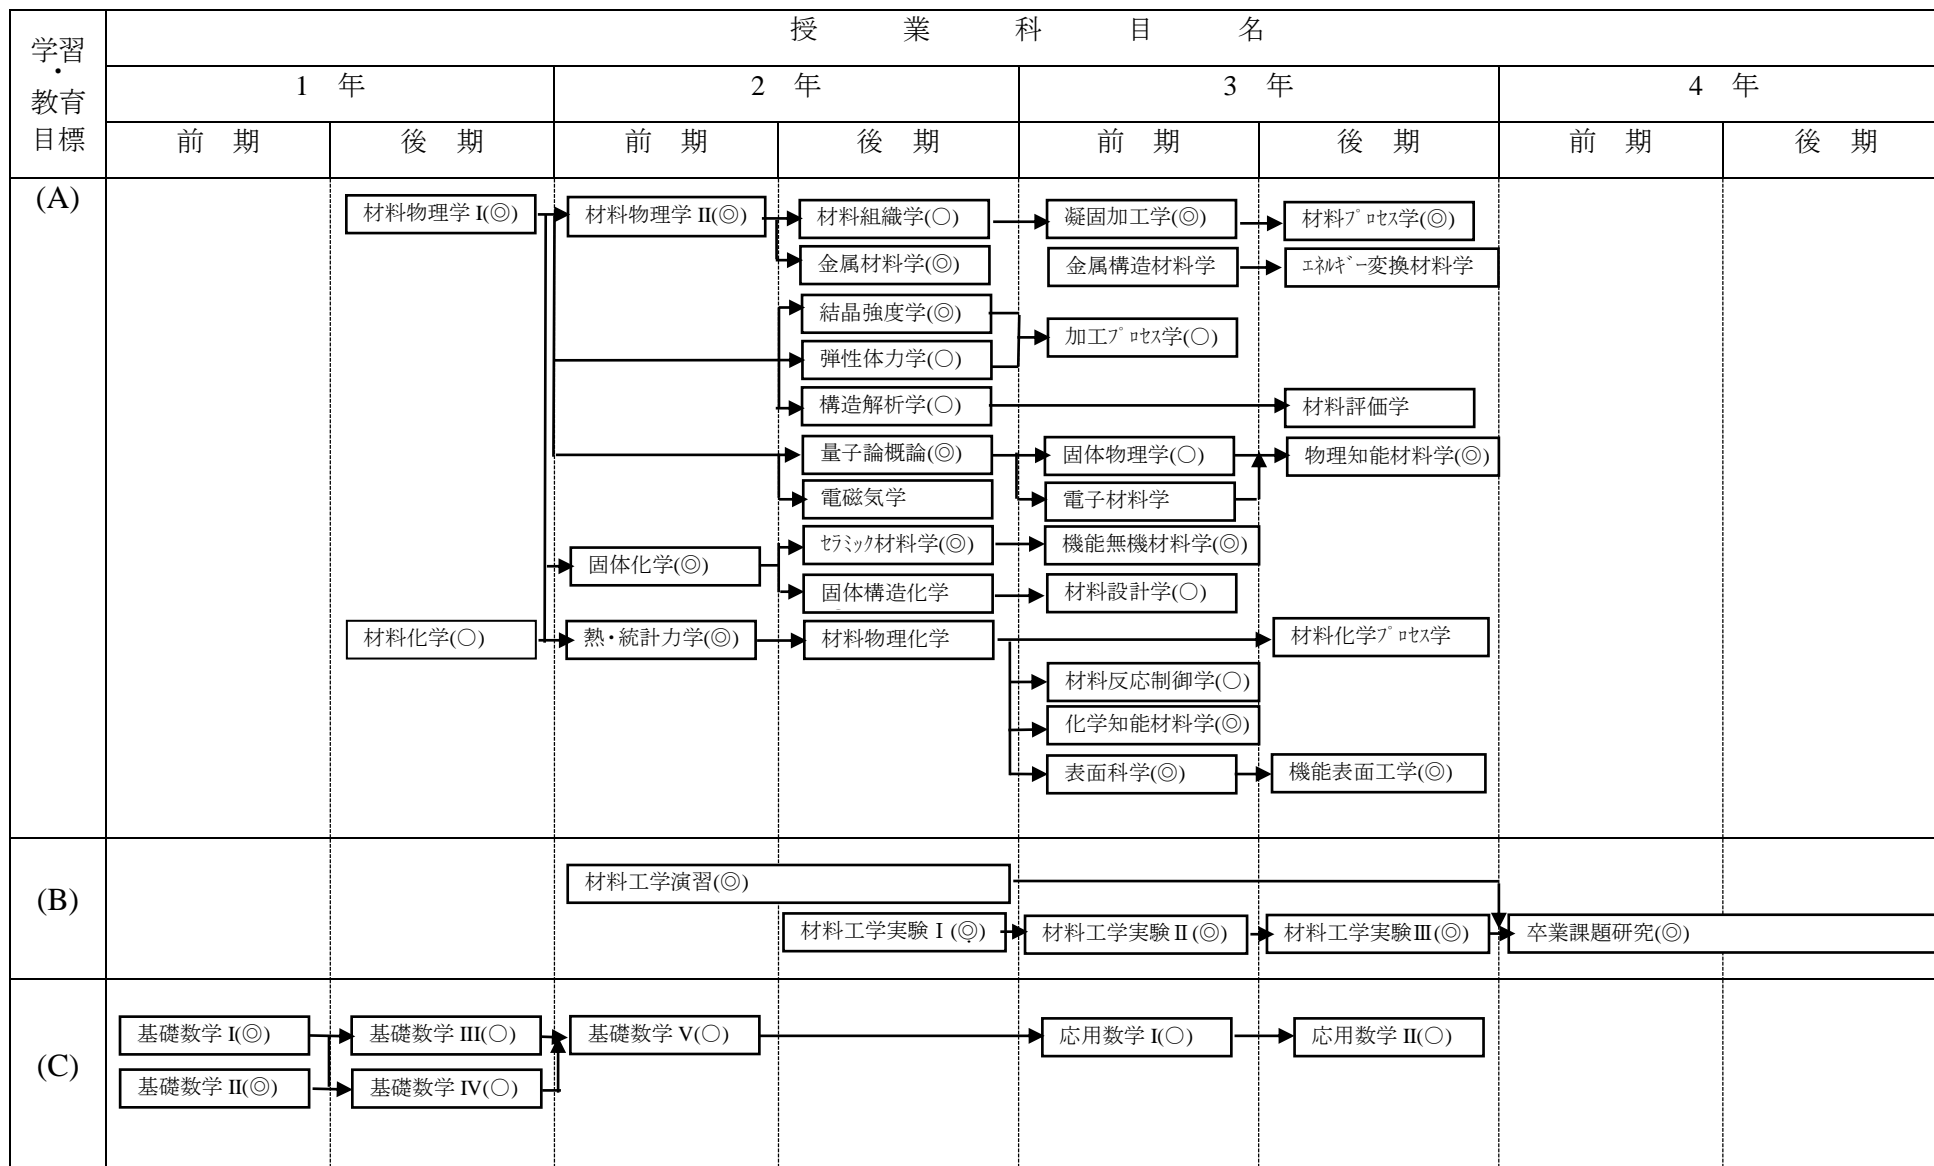 授 業 科 目 名
学習
・
教育
目標
1 年 2 年 3 年 4 年
前 期 後 期 前 期 後 期 前 期 後 期 前 期 後 期
(A)
材料物理学 I(◎) 材料物理学 II(◎) 材料組織学(○) 凝固加工学(◎) 材料ﾌﾟﾛｾｽ学(◎)
金属材料学(◎) 金属構造材料学 ｴﾈﾙｷﾞｰ変換材料学
結晶強度学(◎)
加工ﾌﾟﾛｾｽ学(○)
弾性体力学(○)
構造解析学(○) 材料評価学
量子論概論(◎) 固体物理学(○) 物理知能材料学(◎)
電磁気学 電子材料学
ｾﾗﾐｯｸ材料学(◎) 機能無機材料学(◎)
固体化学(◎)
固体構造化学 材料設計学(○)
材料化学(○) 熱・統計力学(◎) 材料物理化学 材料化学ﾌﾟﾛｾｽ学
材料反応制御学(○)
化学知能材料学(◎)
表面科学(◎) 機能表面工学(◎)
(B)
材料工学演習(◎)
材料工学実験Ⅰ(◎) 材料工学実験Ⅱ(◎) 材料工学実験Ⅲ(◎) 卒業課題研究(◎)
(C)
基礎数学 I(◎) 基礎数学 III(○) 基礎数学 V(○) 応用数学 I(○) 応用数学 II(○)
基礎数学 II(◎) 基礎数学 IV(○)